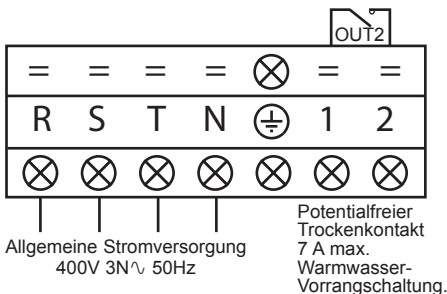 OUT2
= = = = = =
R S T N 1 2
Allgemeine Stromversorgung
400V 3N∿ 50Hz
Potentialfreier
Trockenkontakt
7 A max.
Warmwasser-
Vorrangschaltung.